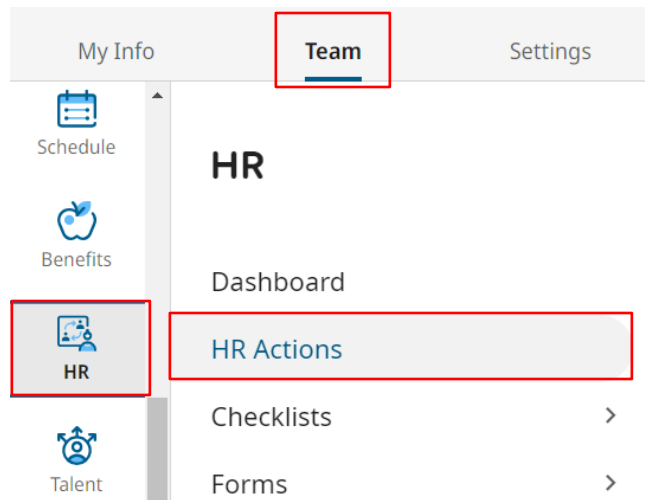 My Info
Team
Settings
Schedule
Benefits
HR
Talent
HR
Dashboard
HR Actions
Checklists
Forms